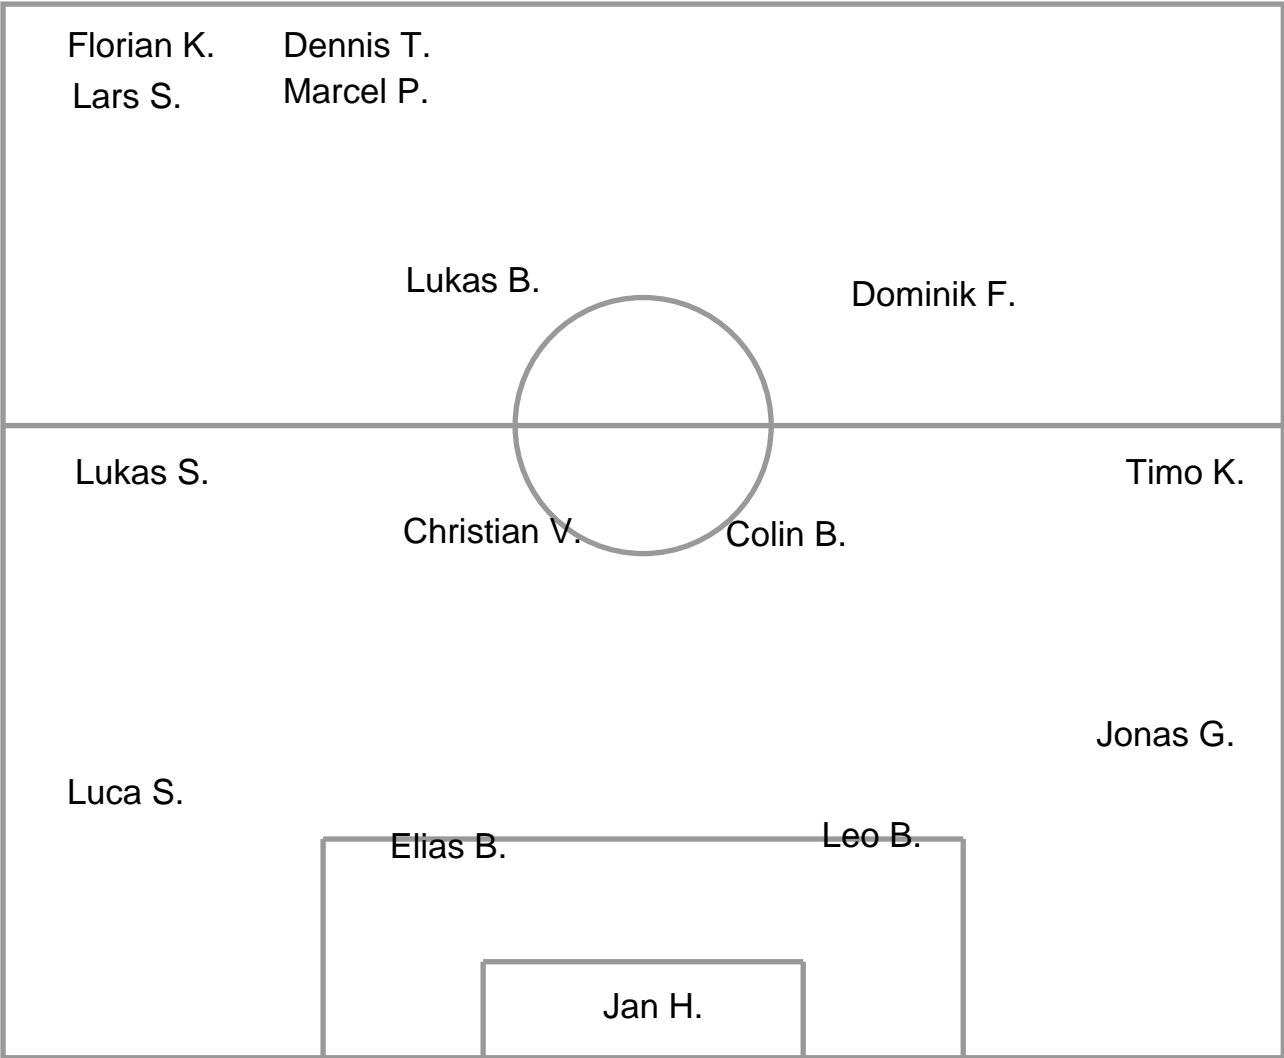 Florian K.
Dennis T.
Lars S.
Marcel P.
Lukas B.
Dominik F.
Lukas S.
Timo K.
Christian V.
Colin B.
Jonas G.
Luca S.
Elias B.
Leo B.
Jan H.